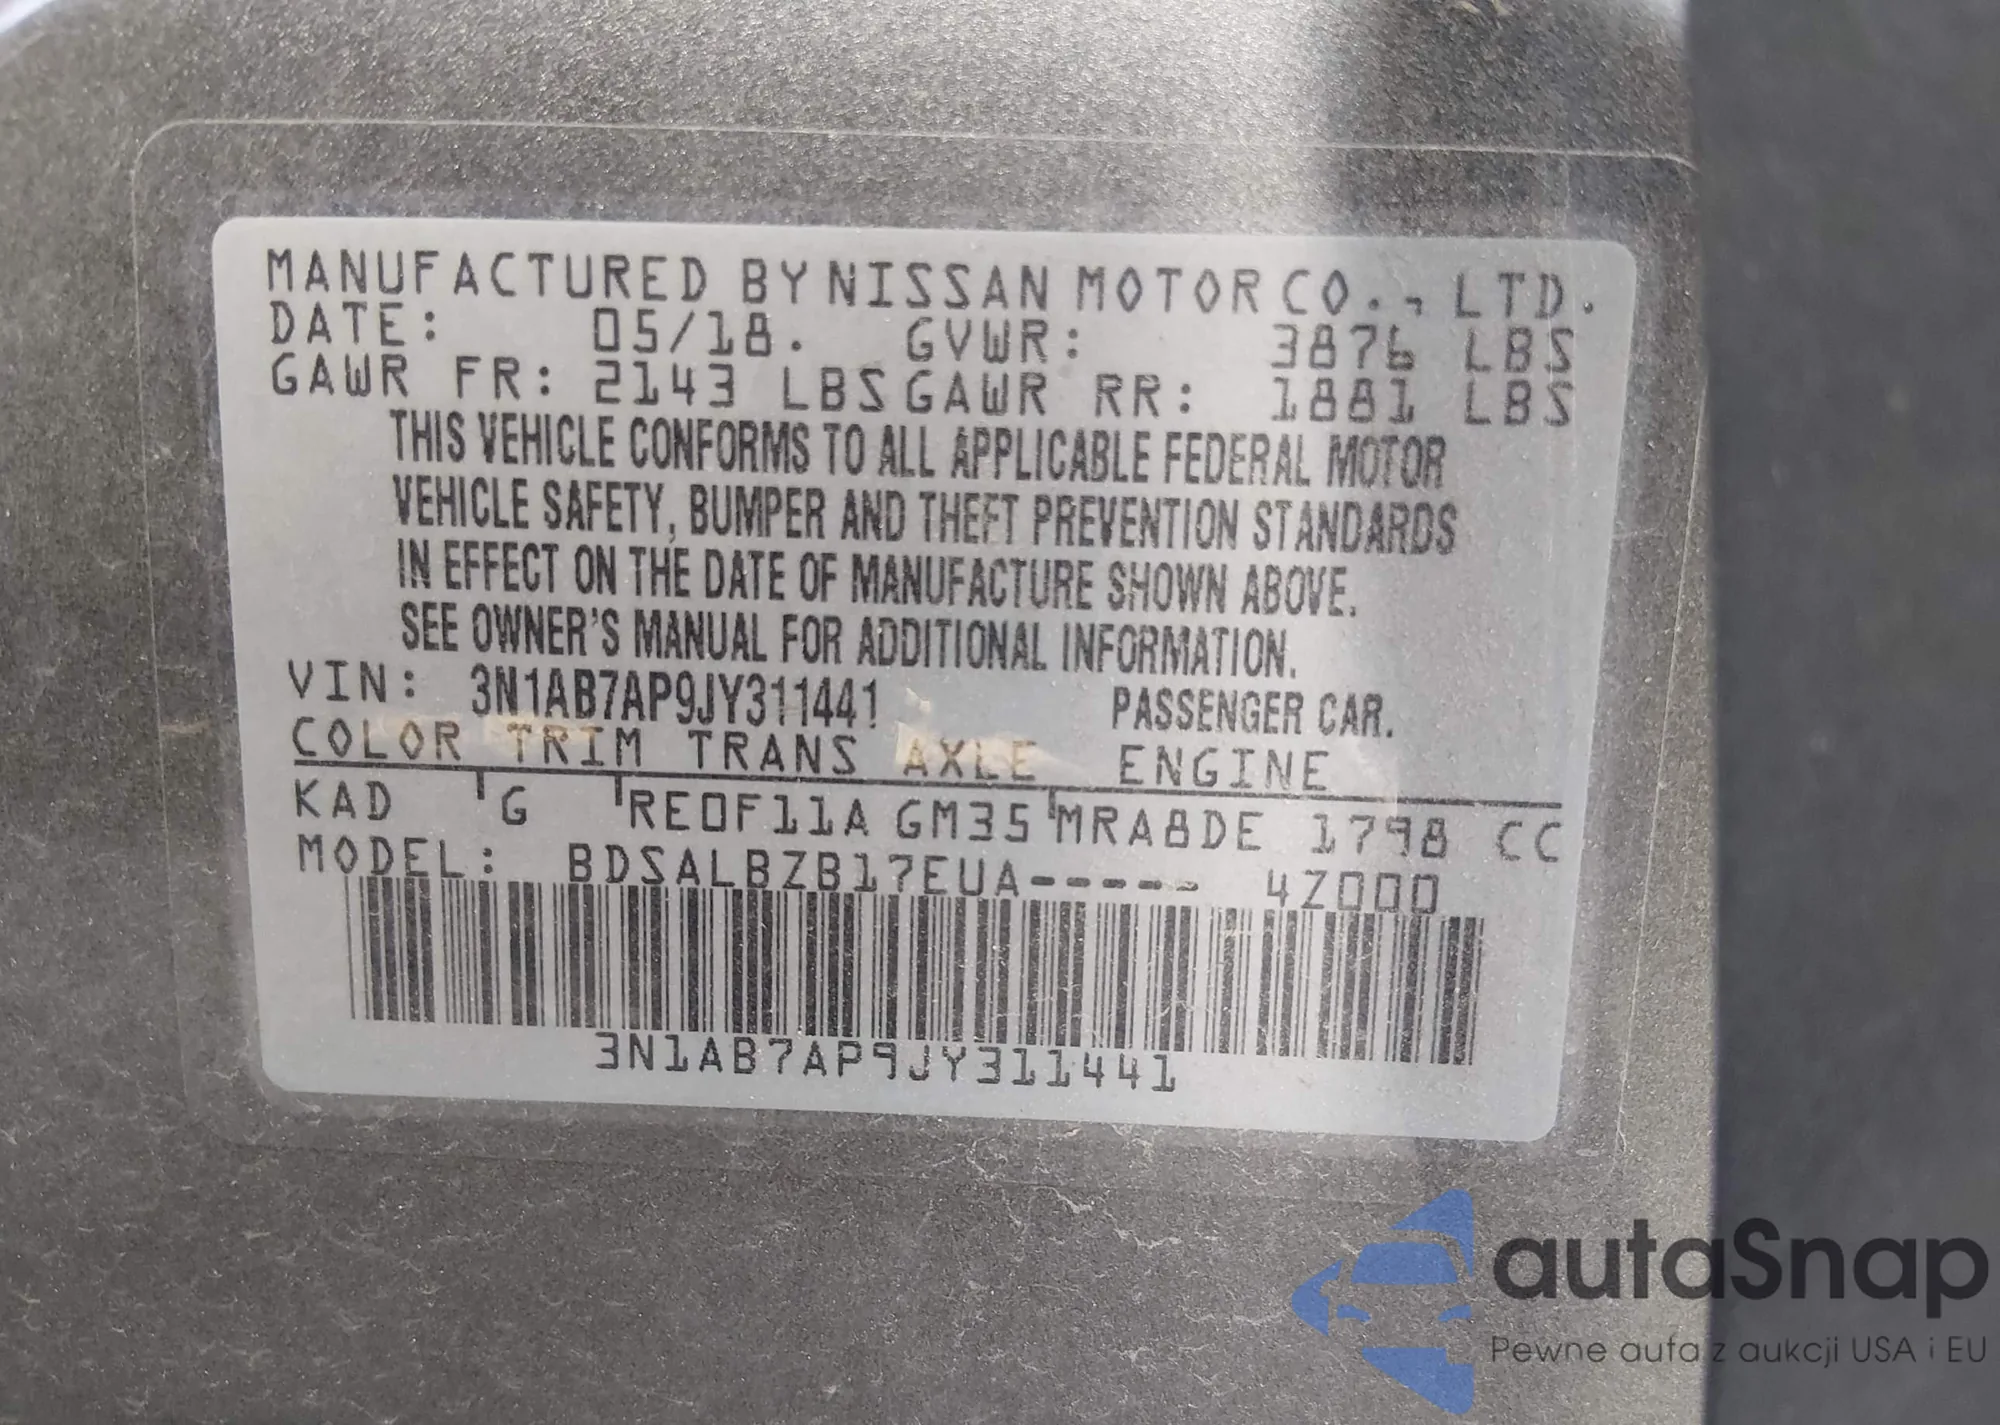 MANUFACTURED BY NISSAN MOTOR CO., LTD.
DATE: 05/18. GVWR: 3876 LBS
GAWR FR: 2143 LBS GAWR RR: 1881 LBS
THIS VEHICLE CONFORMS TO ALL APPLICABLE FEDERAL MOTOR
VEHICLE SAFETY, BUMPER AND THEFT PREVENTION STANDARDS
IN EFFECT ON THE DATE OF MANUFACTURE SHOWN ABOVE.
SEE OWNER'S MANUAL FOR ADDITIONAL INFORMATION.
VIN: 3N1AB7AP9JY311441 PASSENGER CAR.
COLOR TRIM TRANS AXLE ENGINE
KAD G RE0F11A GM35 MRA8DE 1798 CC
MODEL: BDSALBZB17EUA----- 4Z000
3N1AB7AP9JY311441
autaSnap
Pewne auta z aukcji USA i EU